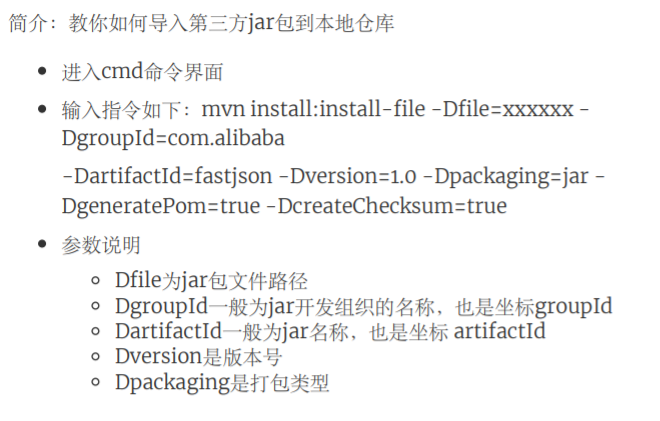 简介：教你如何导入第三方jar包到本地仓库
进入cmd命令界面
输入指令如下：mvn install:install-file -Dfile=xxxxxx -
DgroupId=com.alibaba
-DartifactId=fastjson -Dversion=1.0 -Dpackaging=jar -
DgeneratePom=true -DcreateChecksum=true
参数说明
Dfile为jar包文件路径
DgroupId一般为jar开发组织的名称，也是坐标groupId
DartifactId一般为jar名称，也是坐标 artifactId
Dversion是版本号
Dpackaging是打包类型